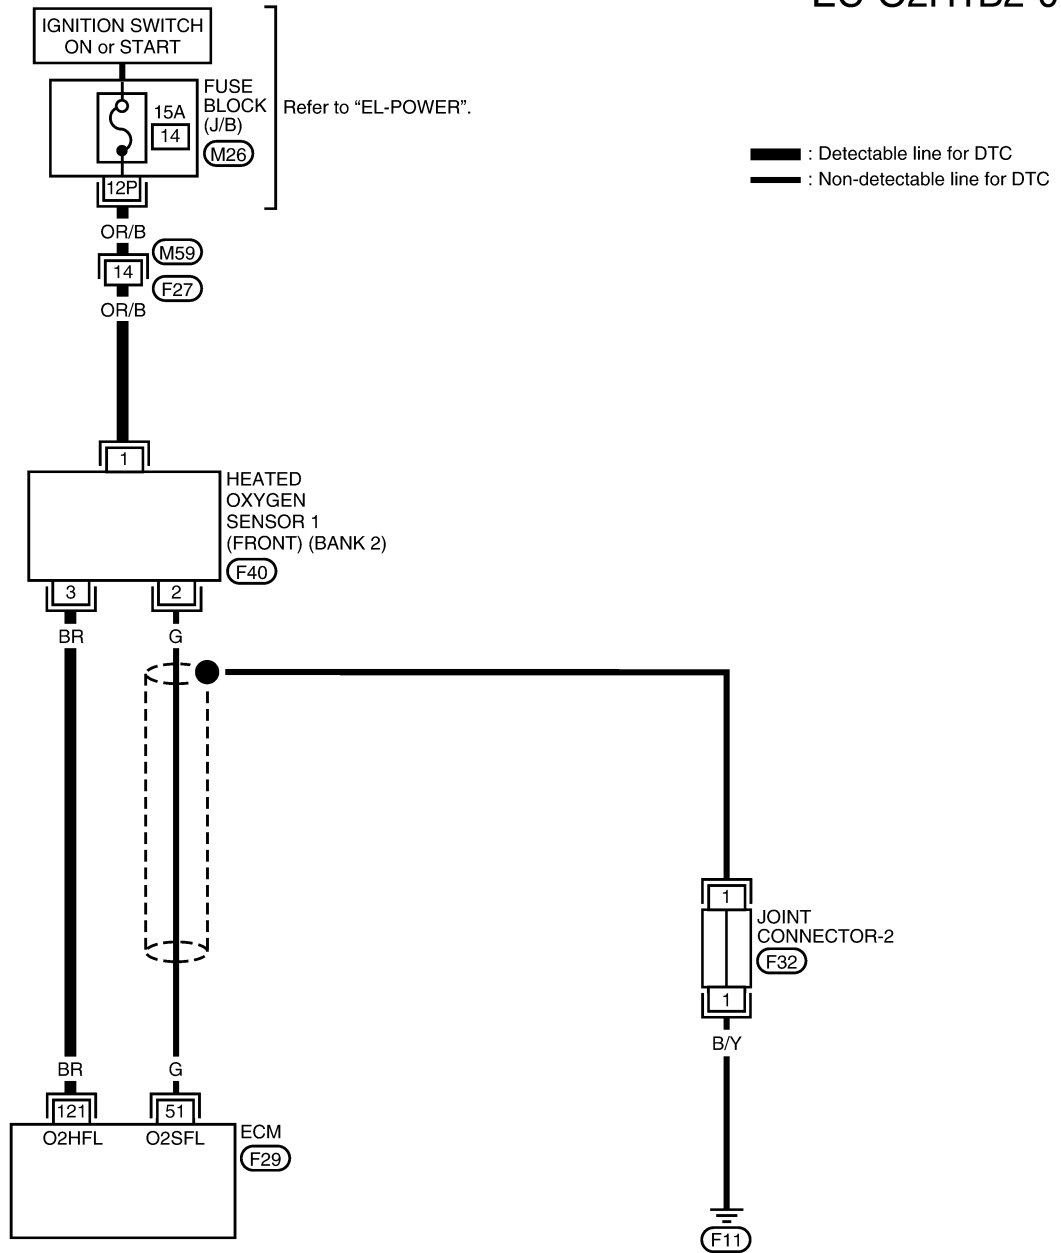 IGNITION SWITCH
ON or START
FUSE
BLOCK
(J/B)
M26
15A
14
Refer to “EL-POWER”.
: Detectable line for DTC
: Non-detectable line for DTC
12P
OR/B
M59
14
F27
OR/B
1
HEATED
OXYGEN
SENSOR 1
(FRONT) (BANK 2)
F40
3
2
BR
G
1
JOINT
CONNECTOR-2
F32
1
B/Y
BR
G
121
51
O2HFL
O2SFL
ECM
F29
F11